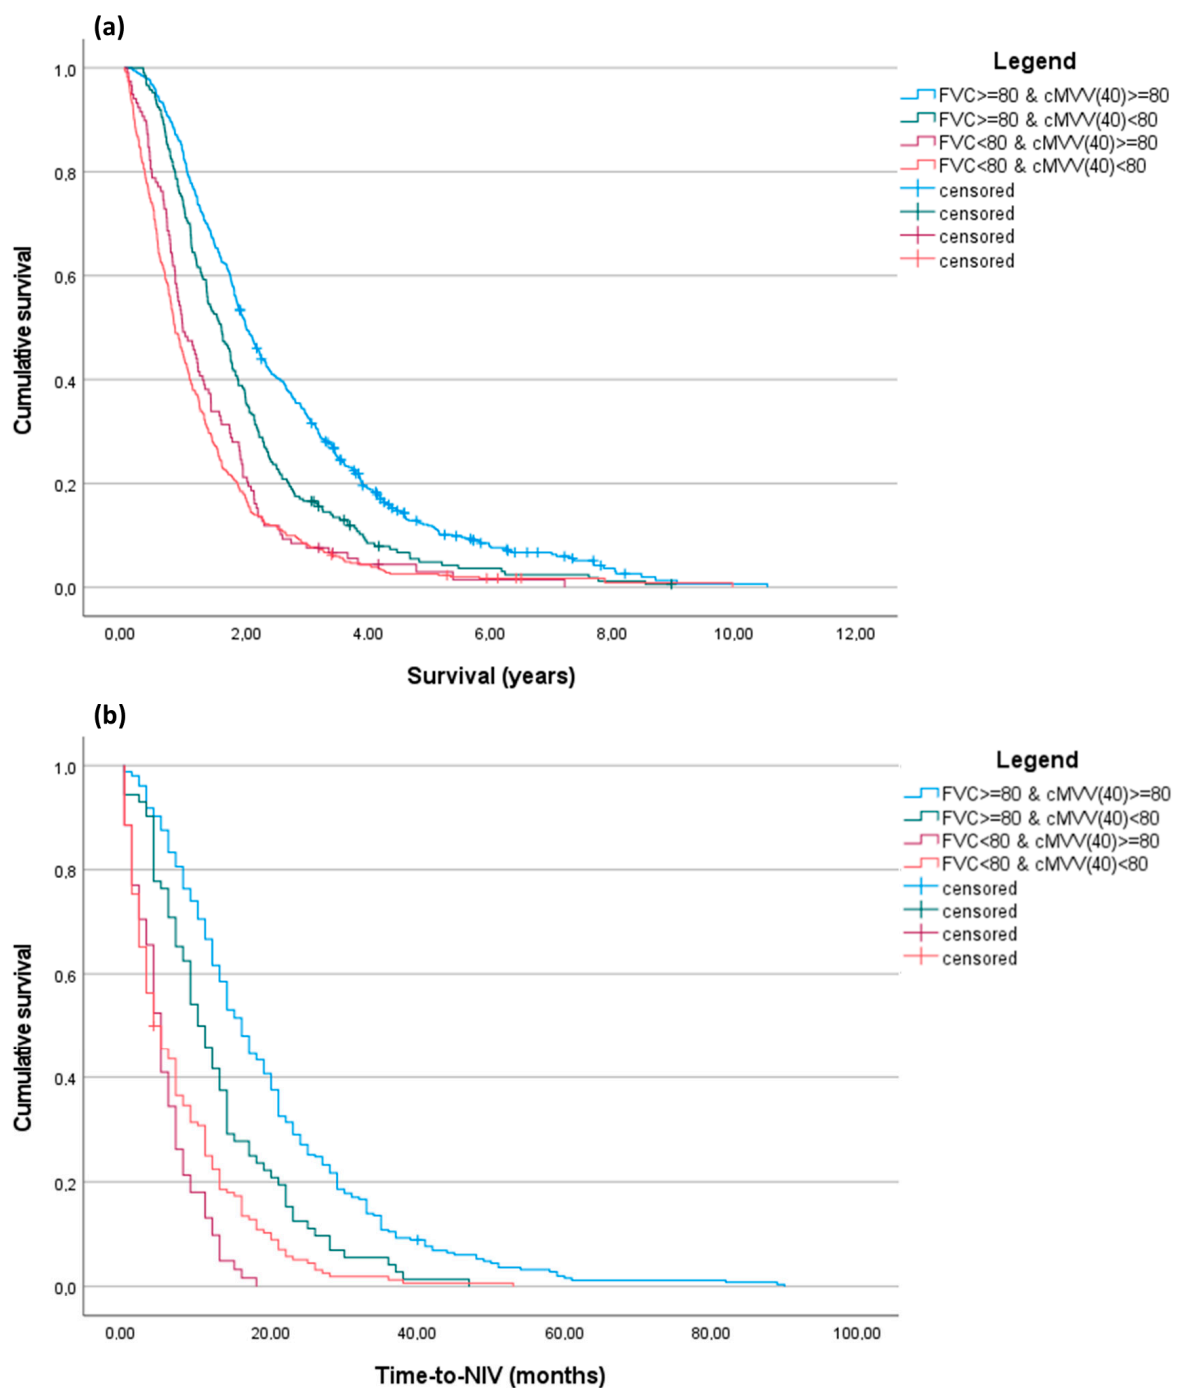 (a)
Legend
FVC>=80 & cMVV(40)>=80
FVC>=80 & cMVV(40)<80
FVC<80 & cMVV(40)>=80
FVC<80 & cMVV(40)<80
censored
censored
censored
censored
Cumulative survival
1.0
0.8
0.6
0.4
0.2
0.0
0,00 2,00 4,00 6,00 8,00 10,00 12,00
Survival (years)
(b)
Legend
FVC>=80 & cMVV(40)>=80
FVC>=80 & cMVV(40)<80
FVC<80 & cMVV(40)>=80
FVC<80 & cMVV(40)<80
censored
censored
censored
censored
Cumulative survival
1.0
0.8
0.6
0.4
0.2
0.0
0.00 20,00 40,00 60,00 80,00 100,00
Time-to-NIV (months)